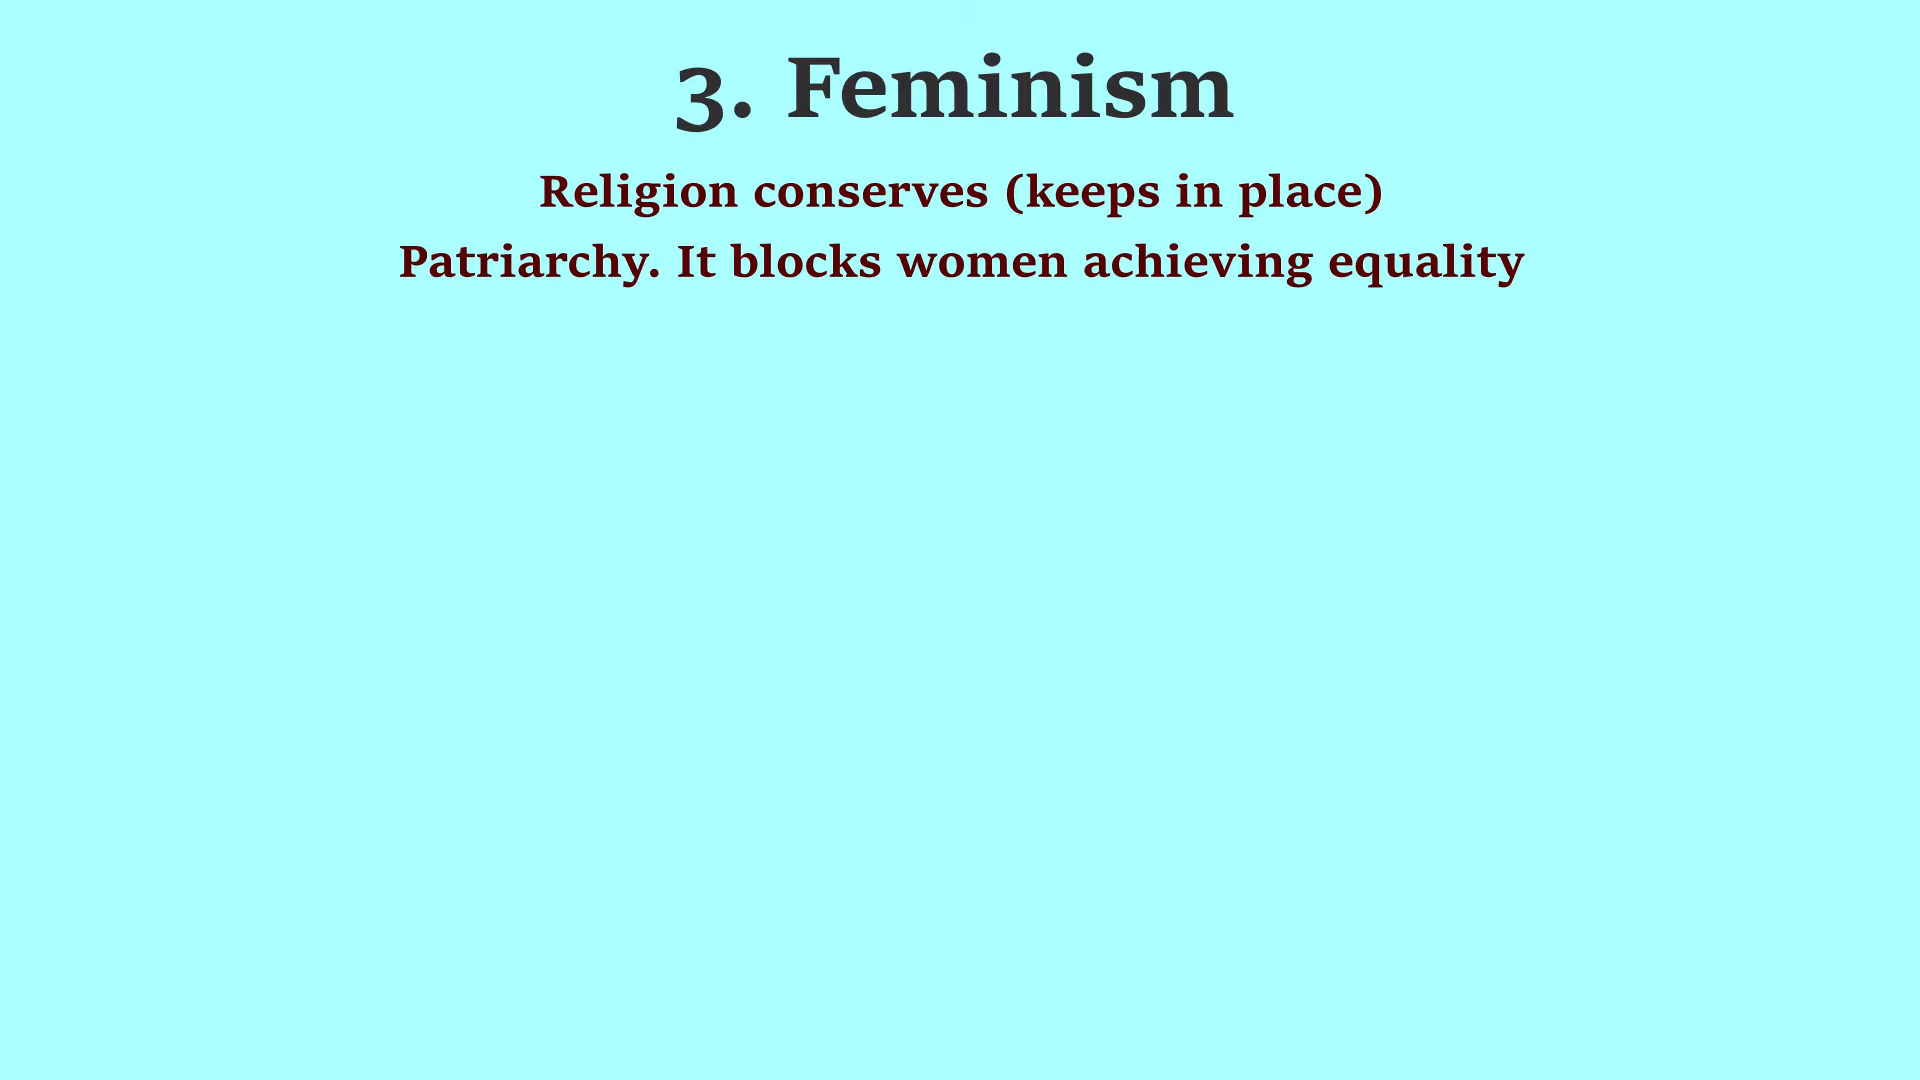 3. Feminism
Religion conserves (keeps in place)
Patriarchy. It blocks women achieving equality